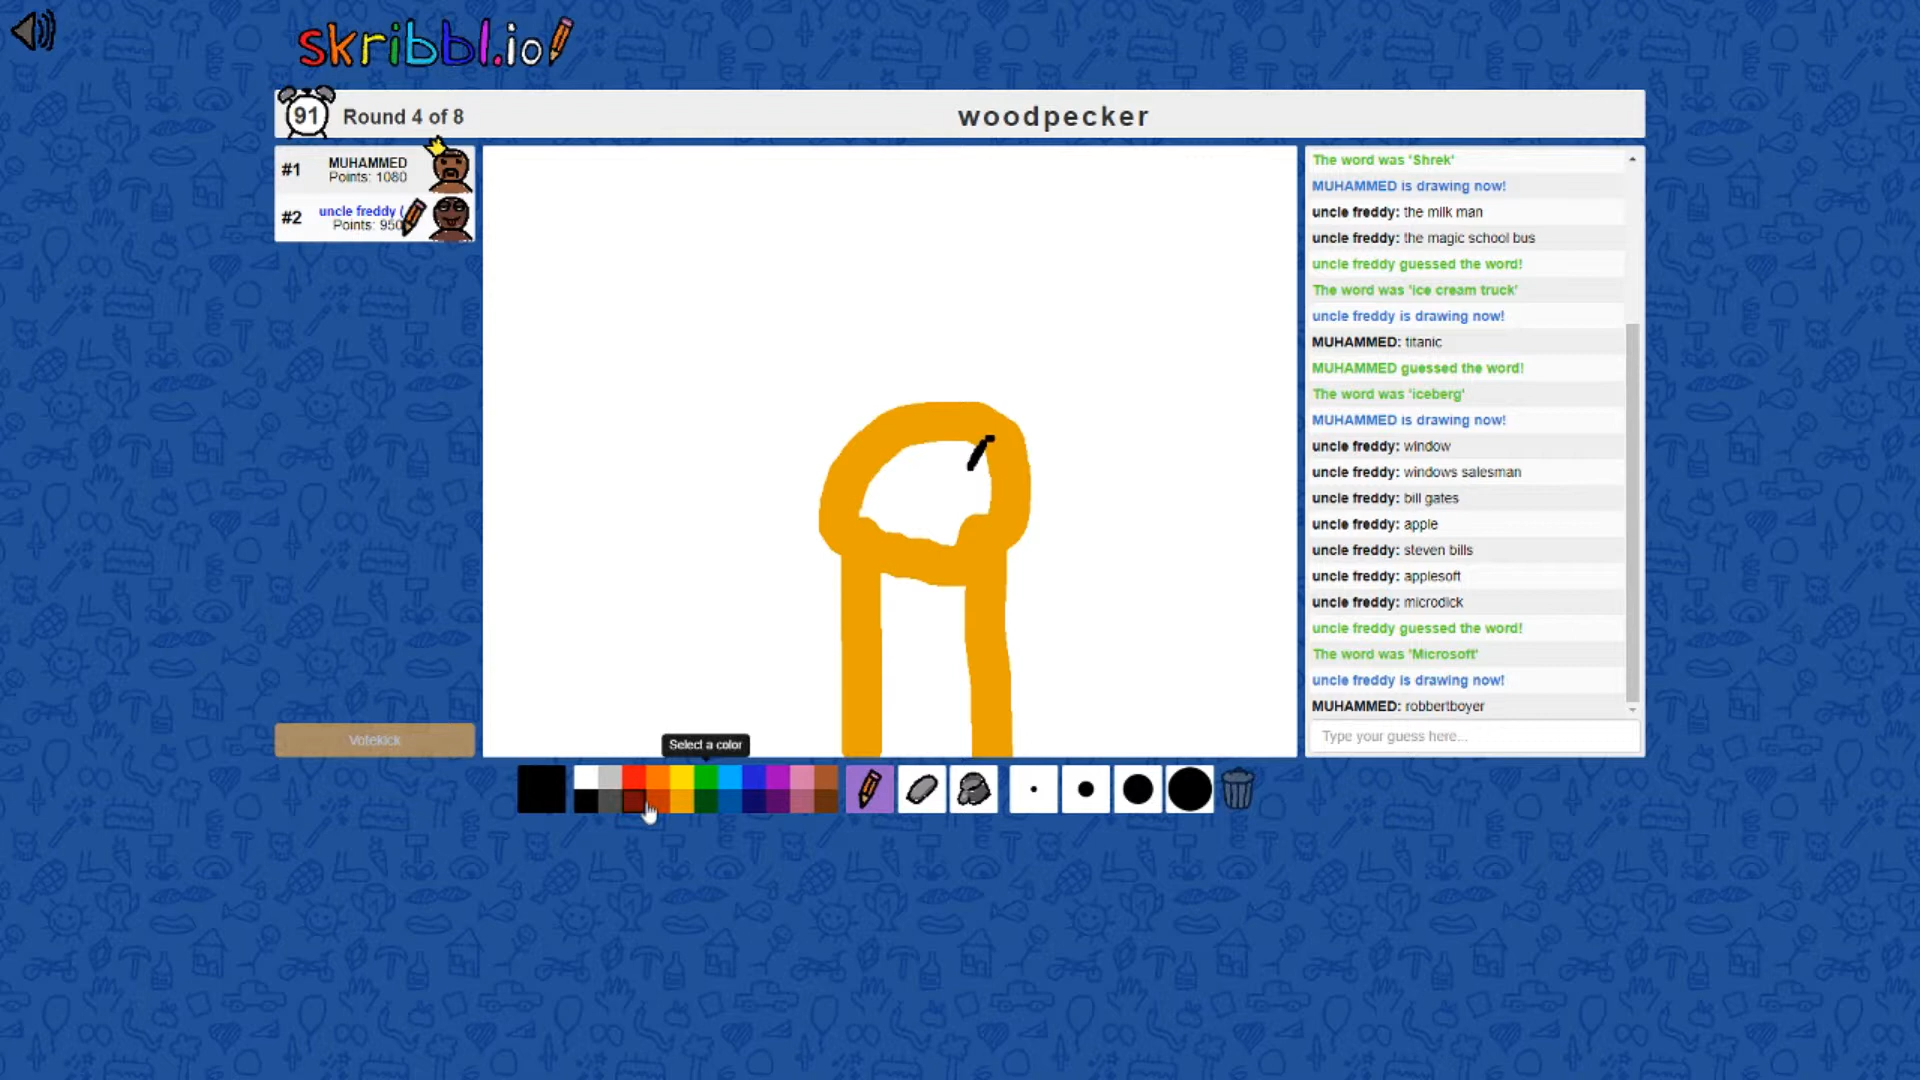 skribbl.io
91
Round 4 of 8
woodpecker
#1
MUHAMMED
Points: 1080
#2
uncle freddy (
Points: 950
The word was 'Shrek'
MUHAMMED is drawing now!
uncle freddy: the milk man
uncle freddy: the magic school bus
uncle freddy guessed the word!
The word was 'ice cream truck'
uncle freddy is drawing now!
MUHAMMED: titanic
MUHAMMED guessed the word!
The word was 'iceberg'
MUHAMMED is drawing now!
uncle freddy: window
uncle freddy: windows salesman
uncle freddy: bill gates
uncle freddy: apple
uncle freddy: steven bills
uncle freddy: applesoft
uncle freddy: microdick
uncle freddy guessed the word!
The word was 'Microsoft'
uncle freddy is drawing now!
MUHAMMED: robbertboyer
Type your guess here...
Votekick
Select a color